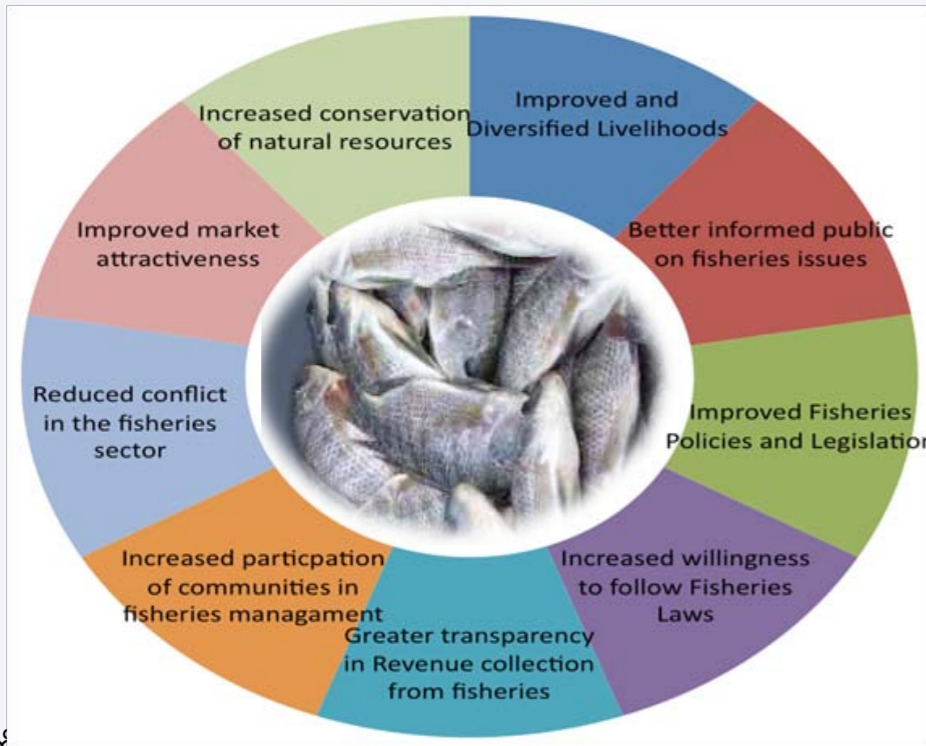 Improved and
Diversified Livelihoods
Better informed public
on fisheries issues
Improved Fisheries
Policies and Legislation
Increased willingness
to follow Fisheries
Laws
Greater transparency
in Revenue collection
from fisheries
Increased particpation
of communities in
fisheries managament
Reduced conflict
in the fisheries
sector
Improved market
attractiveness
Increased conservation
of natural resources